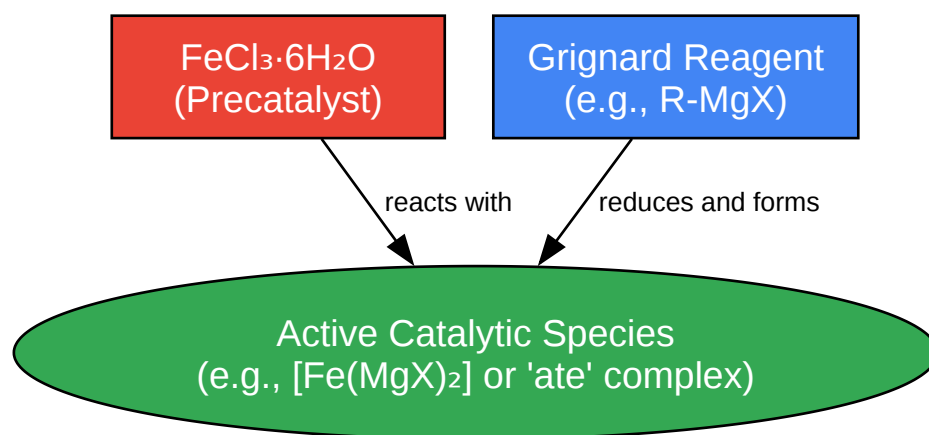 FeCl₃·6H₂O
(Precatalyst)
Grignard Reagent
(e.g., R-MgX)
reacts with
reduces and forms
Active Catalytic Species
(e.g., [Fe(MgX)₂] or 'ate' complex)